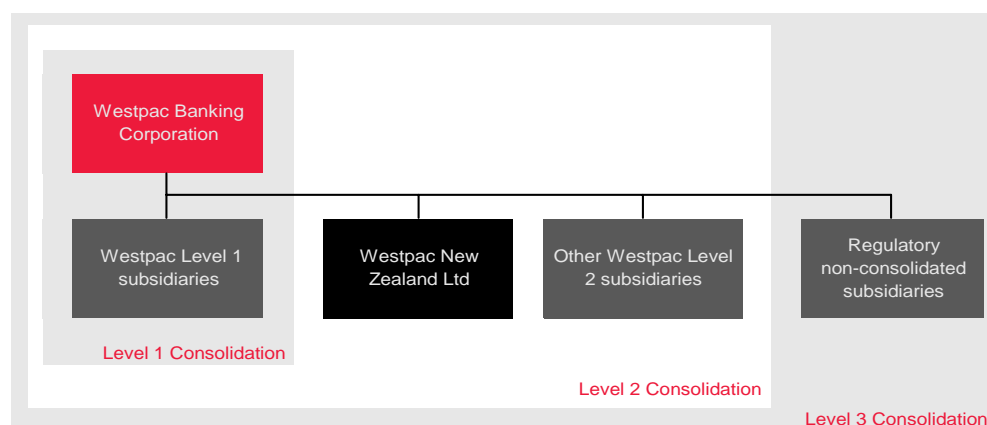 Westpac Banking
Corporation
Westpac Level 1
subsidiaries
Westpac New
Zealand Ltd
Other Westpac Level
2 subsidiaries
Regulatory
non-consolidated
subsidiaries
Level 1 Consolidation
Level 2 Consolidation
Level 3 Consolidation